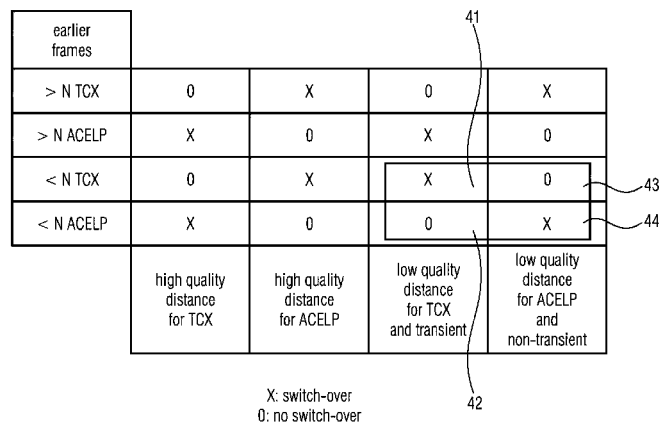 41
earlier
frames
> N TCX 0 X 0 X
> N ACELP X 0 X 0
< N TCX 0 X X 0
43
< N ACELP X 0 0 X
44
high quality
distance
for TCX
high quality
distance
for ACELP
low quality
distance
for TCX
and transient
low quality
distance
for ACELP
and
non-transient
42
X: switch-over
0: no switch-over